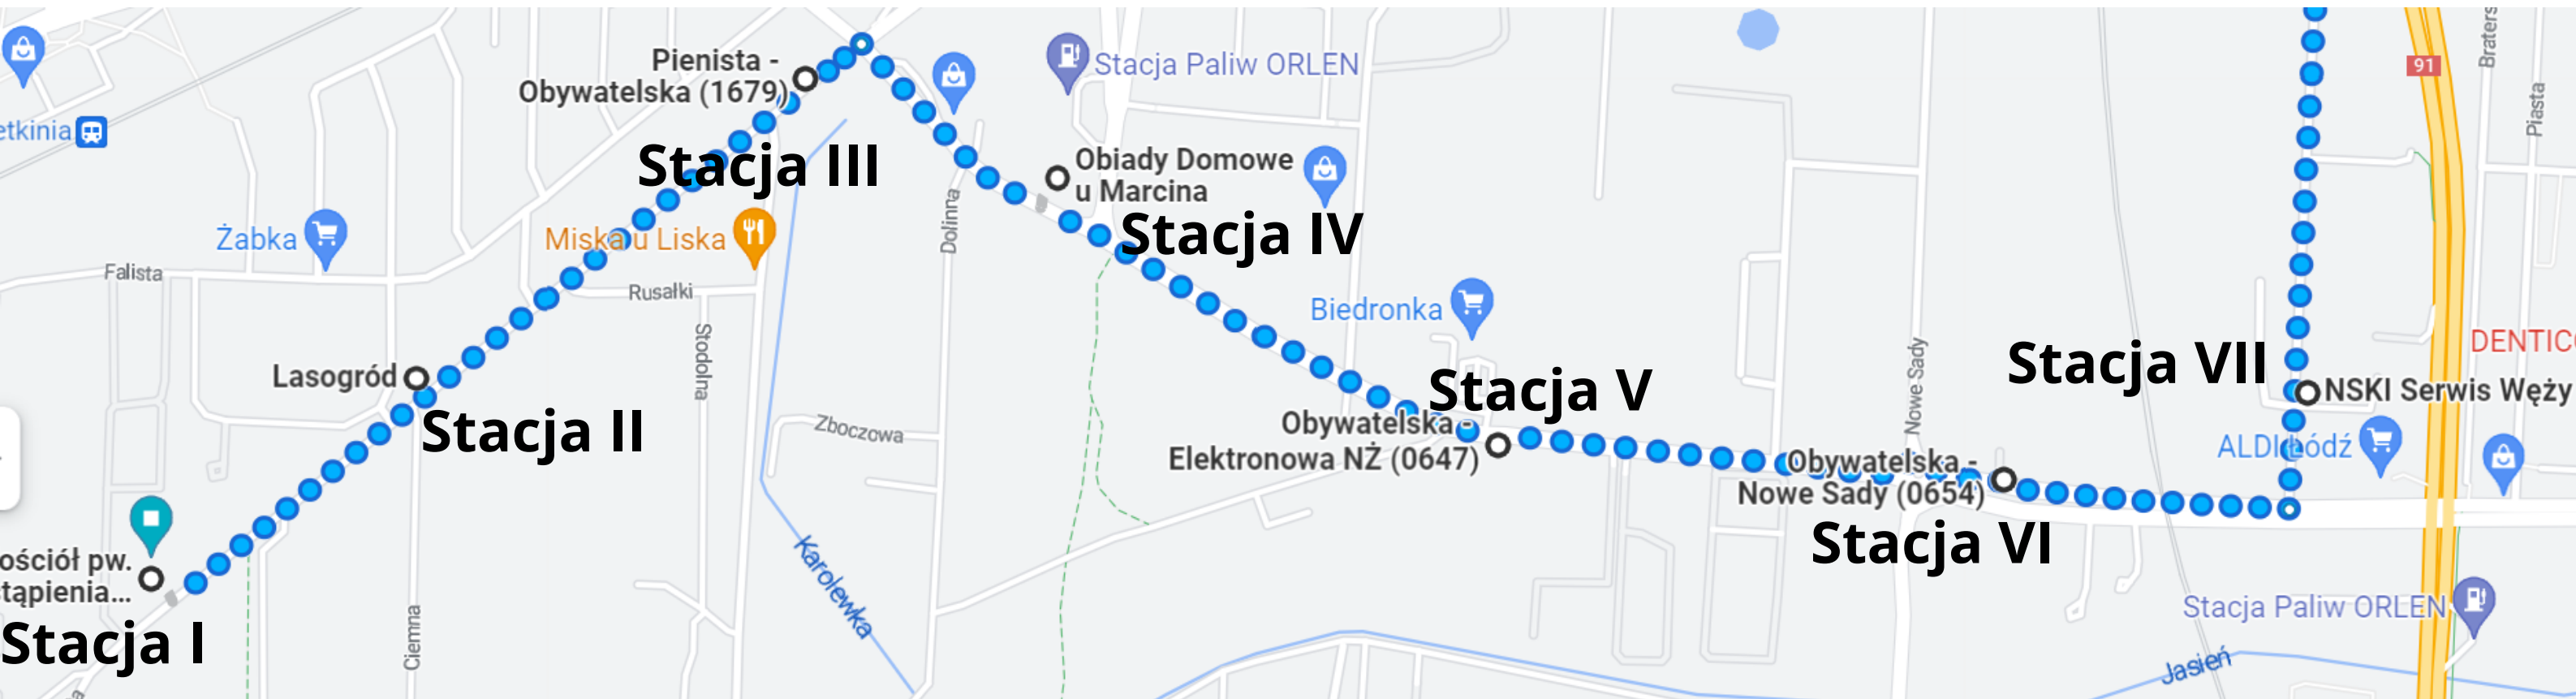 Pienista -
Obywatelska (1679)
Stacja Paliw ORLEN
91
Braters
Piasta
etkinia
Stacja III
Obiady Domowe
u Marcina
Dolinna
Stacja IV
Żabka
Miska u Liska
Falista
Rusałki
Stodolna
Biedronka
Nowe Sady
DENTIC
Lasogród
Stacja II
Stacja V
Stacja VII
NSKI Serwis Węży
Zboczowa
Obywatelska -
Elektronowa NŻ (0647)
ALDI Łódź
Obywatelska -
Nowe Sady (0654)
Stacja VI
ościół pw.
tąpienia...
Stacja I
Ciemna
Karolewka
Stacja Paliw ORLEN
Jasień